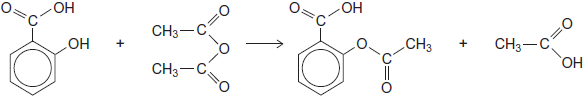 O OH O OH
C O C
OH CH₃—C O CH₃
+ O → C + CH₃—C
CH₃—C O OH
O